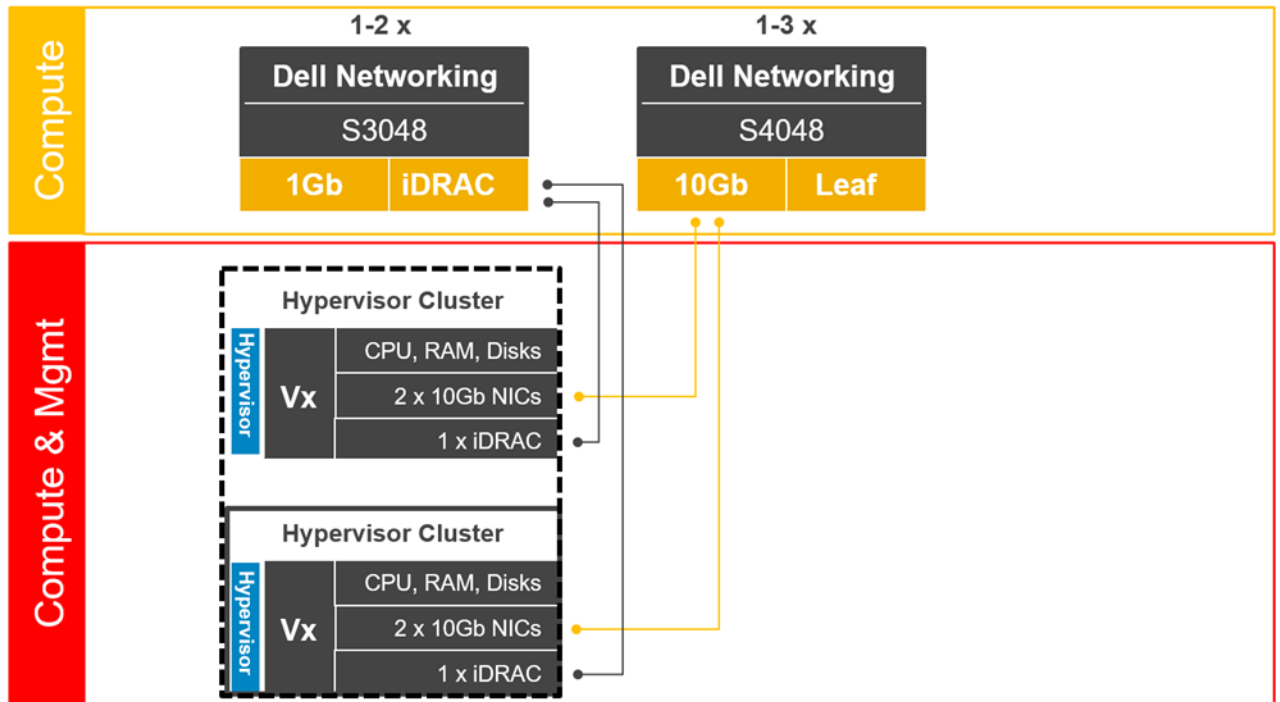 Compute
1-2 x
Dell Networking
S3048
1Gb
iDRAC
1-3 x
Dell Networking
S4048
10Gb
Leaf
Compute & Mgmt
Hypervisor Cluster
Hypervisor
Vx
CPU, RAM, Disks
2 x 10Gb NICs
1 x iDRAC
Hypervisor Cluster
Hypervisor
Vx
CPU, RAM, Disks
2 x 10Gb NICs
1 x iDRAC